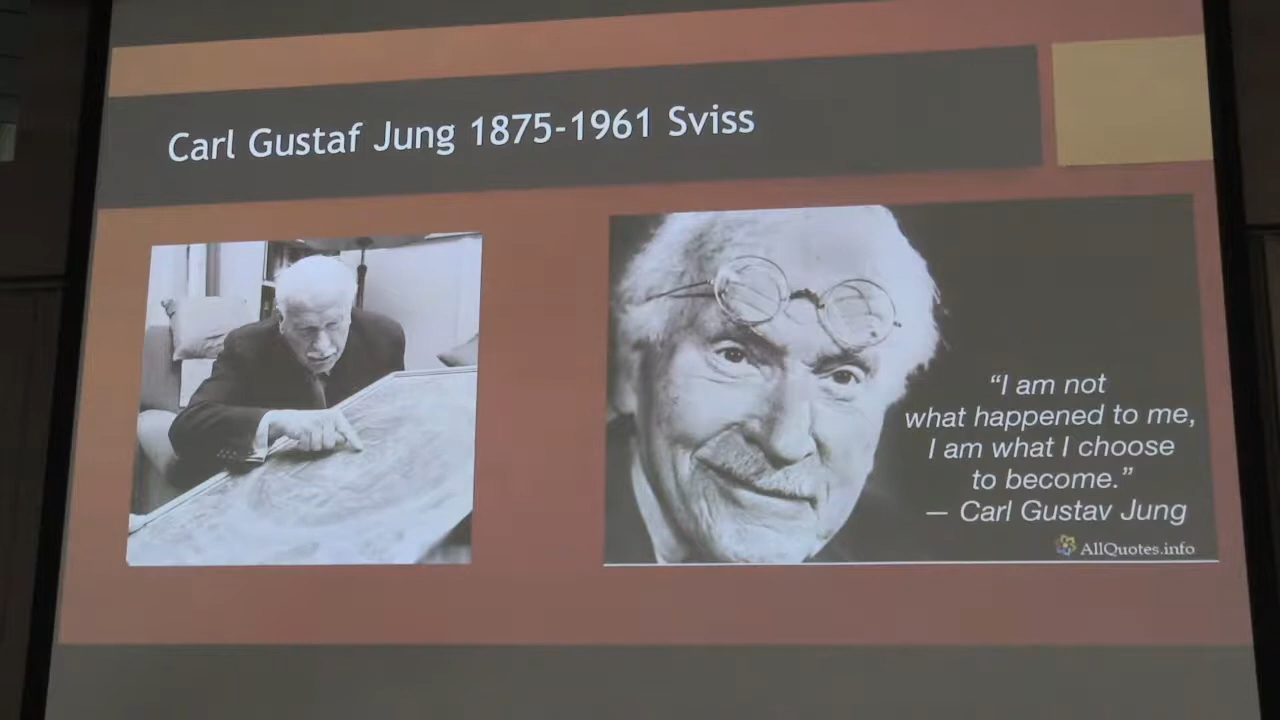 Carl Gustaf Jung 1875-1961 Sviss
“I am not
what happened to me,
I am what I choose
to become.”
— Carl Gustav Jung
AllQuotes.info